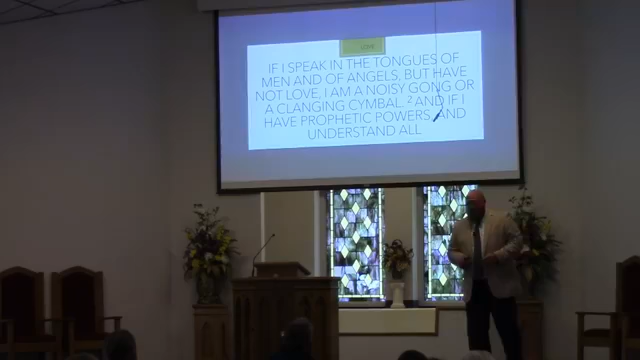 LOVE
IF I SPEAK IN THE TONGUES OF
MEN AND OF ANGELS, BUT HAVE
NOT LOVE, I AM A NOISY GONG OR
A CLANGING CYMBAL. ² AND IF I
HAVE PROPHETIC POWERS, AND
UNDERSTAND ALL